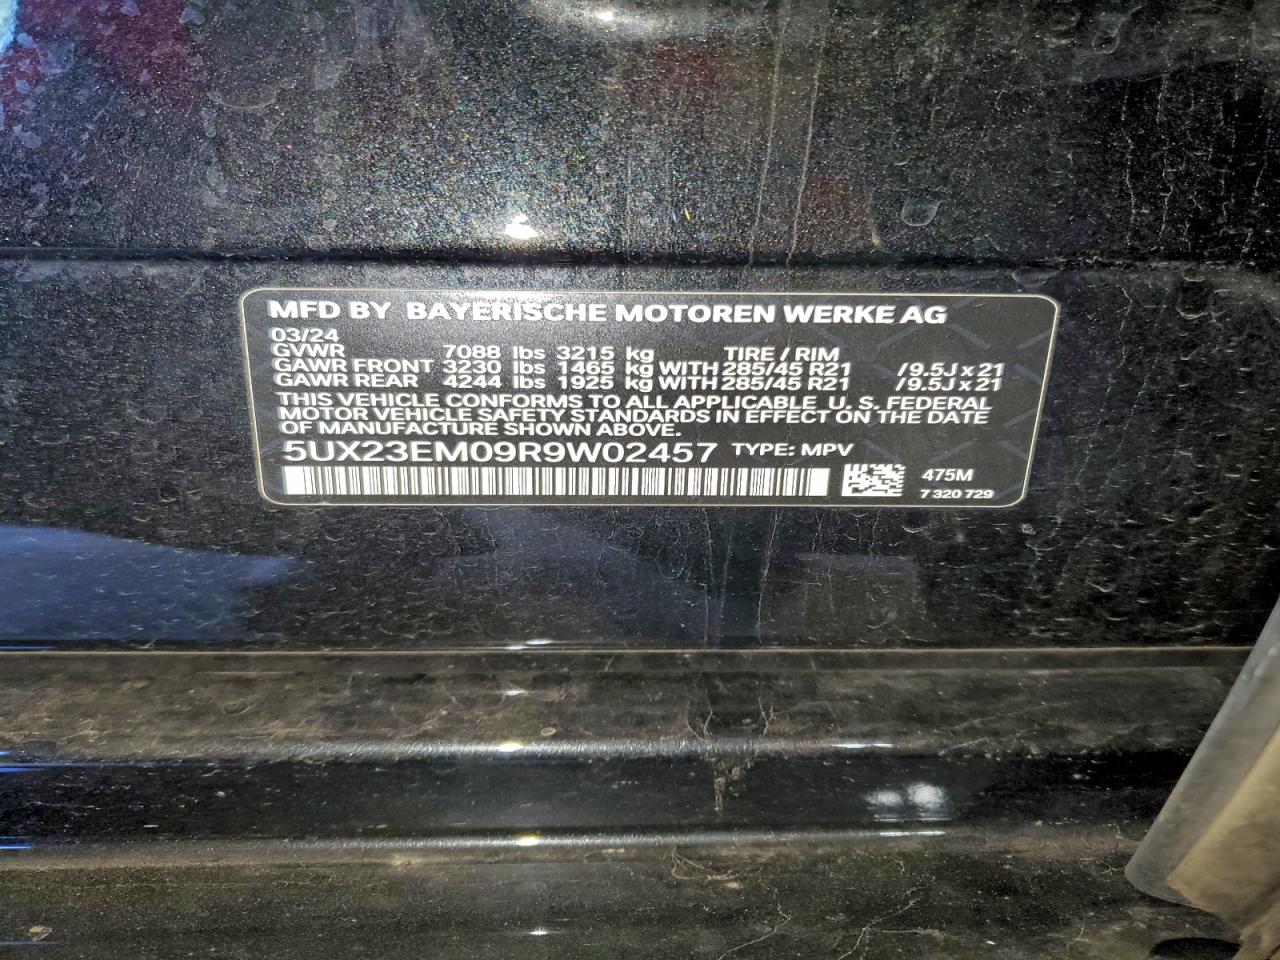 MFD BY BAYERISCHE MOTOREN WERKE AG
03/24
GVWR 7088 lbs 3215 kg TIRE / RIM
GAWR FRONT 3230 lbs 1465 kg WITH 285/45 R21 /9.5J x 21
GAWR REAR 4244 lbs 1925 kg WITH 285/45 R21 /9.5J x 21
THIS VEHICLE CONFORMS TO ALL APPLICABLE U.S. FEDERAL
MOTOR VEHICLE SAFETY STANDARDS IN EFFECT ON THE DATE
OF MANUFACTURE SHOWN ABOVE.
5UX23EM09R9W02457 TYPE: MPV
475M
7 320 729